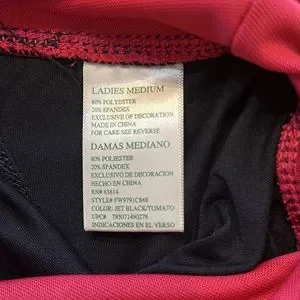 LADIES MEDIUM
80% POLYESTER
20% SPANDEX
EXCLUSIVE OF DECORATION
MADE IN CHINA
FOR CARE SEE REVERSE
DAMAS MEDIANO
80% POLIESTER
20% SPANDEX
EXCLUSIVO DE DECORACION
HECHO EN CHINA
RN# 83614
STYLE# FW9791C848
COLOR: JET BLACK/TOMATO
UPC# 795071490279
INDICACIONES EN EL VERSO